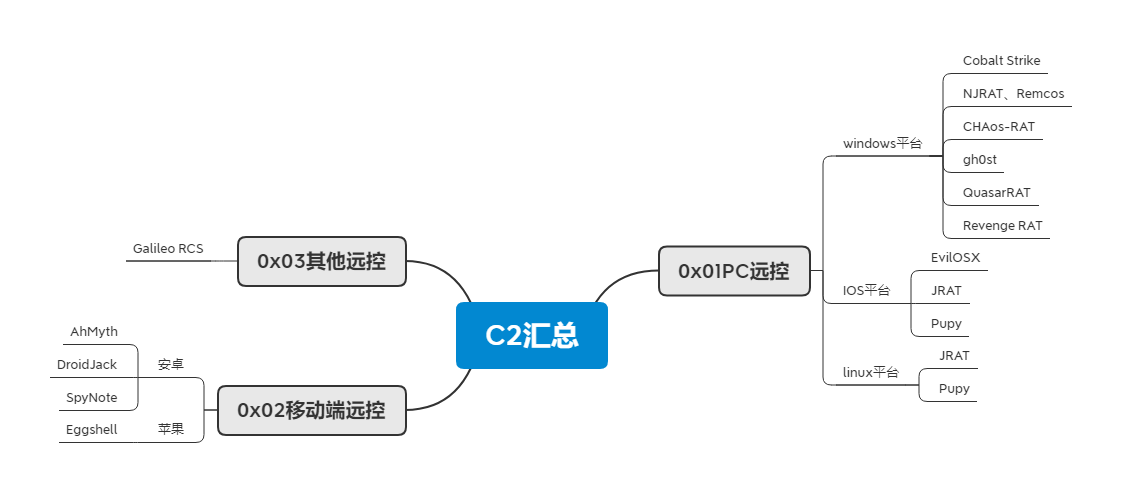 C2汇总
0x01PC远控
windows平台
Cobalt Strike
NJRAT、Remcos
CHAos-RAT
gh0st
QuasarRAT
Revenge RAT
IOS平台
EvilOSX
JRAT
Pupy
linux平台
JRAT
Pupy
0x02移动端远控
安卓
AhMyth
DroidJack
SpyNote
苹果
Eggshell
0x03其他远控
Galileo RCS